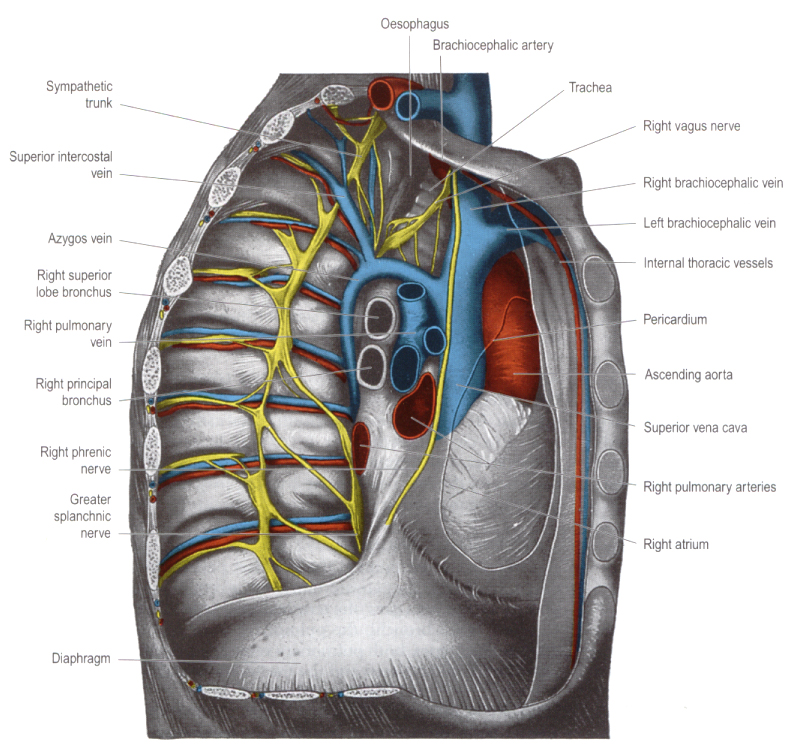 Oesophagus
Brachiocephalic artery
Sympathetic
trunk
Trachea
Right vagus nerve
Superior intercostal
vein
Right brachiocephalic vein
Left brachiocephalic vein
Azygos vein
Internal thoracic vessels
Right superior
lobe bronchus
Right pulmonary
vein
Pericardium
Right principal
bronchus
Ascending aorta
Superior vena cava
Right phrenic
nerve
Right pulmonary arteries
Greater
splanchnic
nerve
Right atrium
Diaphragm